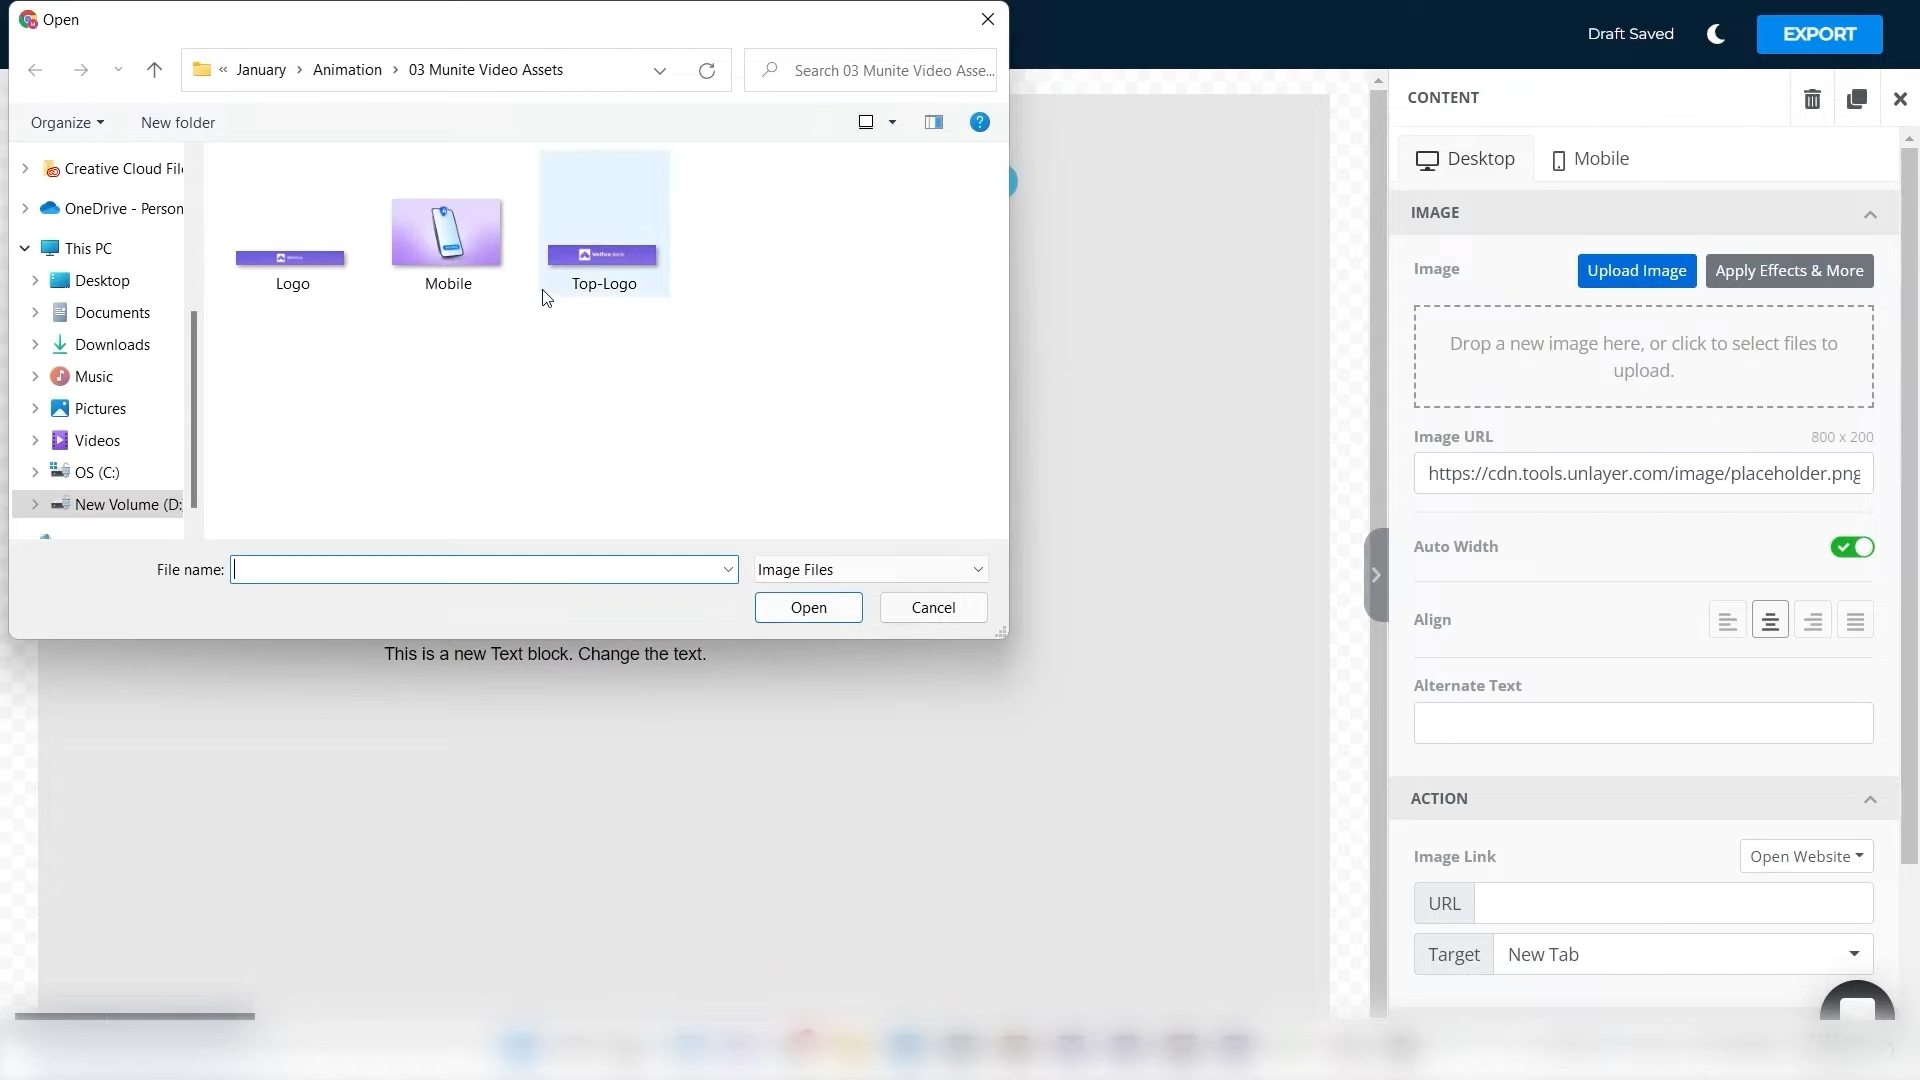 Open
Draft Saved
EXPORT
« January > Animation > 03 Munite Video Assets
Search 03 Munite Video Asse...
Organize
New folder
CONTENT
Desktop
Mobile
Creative Cloud File
OneDrive - Person
This PC
Desktop
Documents
Downloads
Music
Pictures
Videos
OS (C:)
New Volume (D:
Logo
Mobile
Top-Logo
IMAGE
Image
Upload Image
Apply Effects & More
Drop a new image here, or click to select files to
upload.
Image URL
800 x 200
https://cdn.tools.unlayer.com/image/placeholder.png
Auto Width
File name:
Image Files
Open
Cancel
Align
This is a new Text block. Change the text.
Alternate Text
ACTION
Image Link
Open Website
URL
Target
New Tab